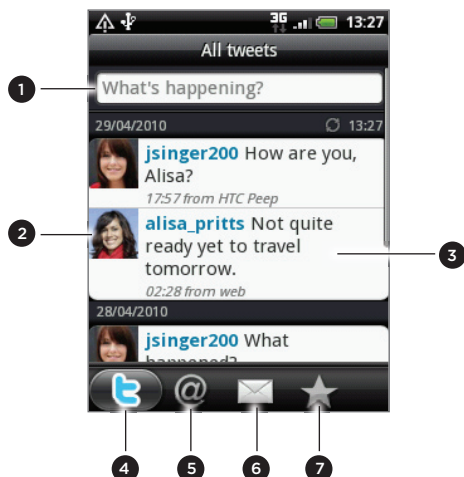 3G 13:27
All tweets
1
What's happening?
29/04/2010 13:27
jsinger200 How are you,
Alisa?
17:57 from HTC Peep
2
alisa_pritts Not quite
ready yet to travel
tomorrow.
3
02:28 from web
28/04/2010
jsinger200 What
happened?
@
4 5 6 7